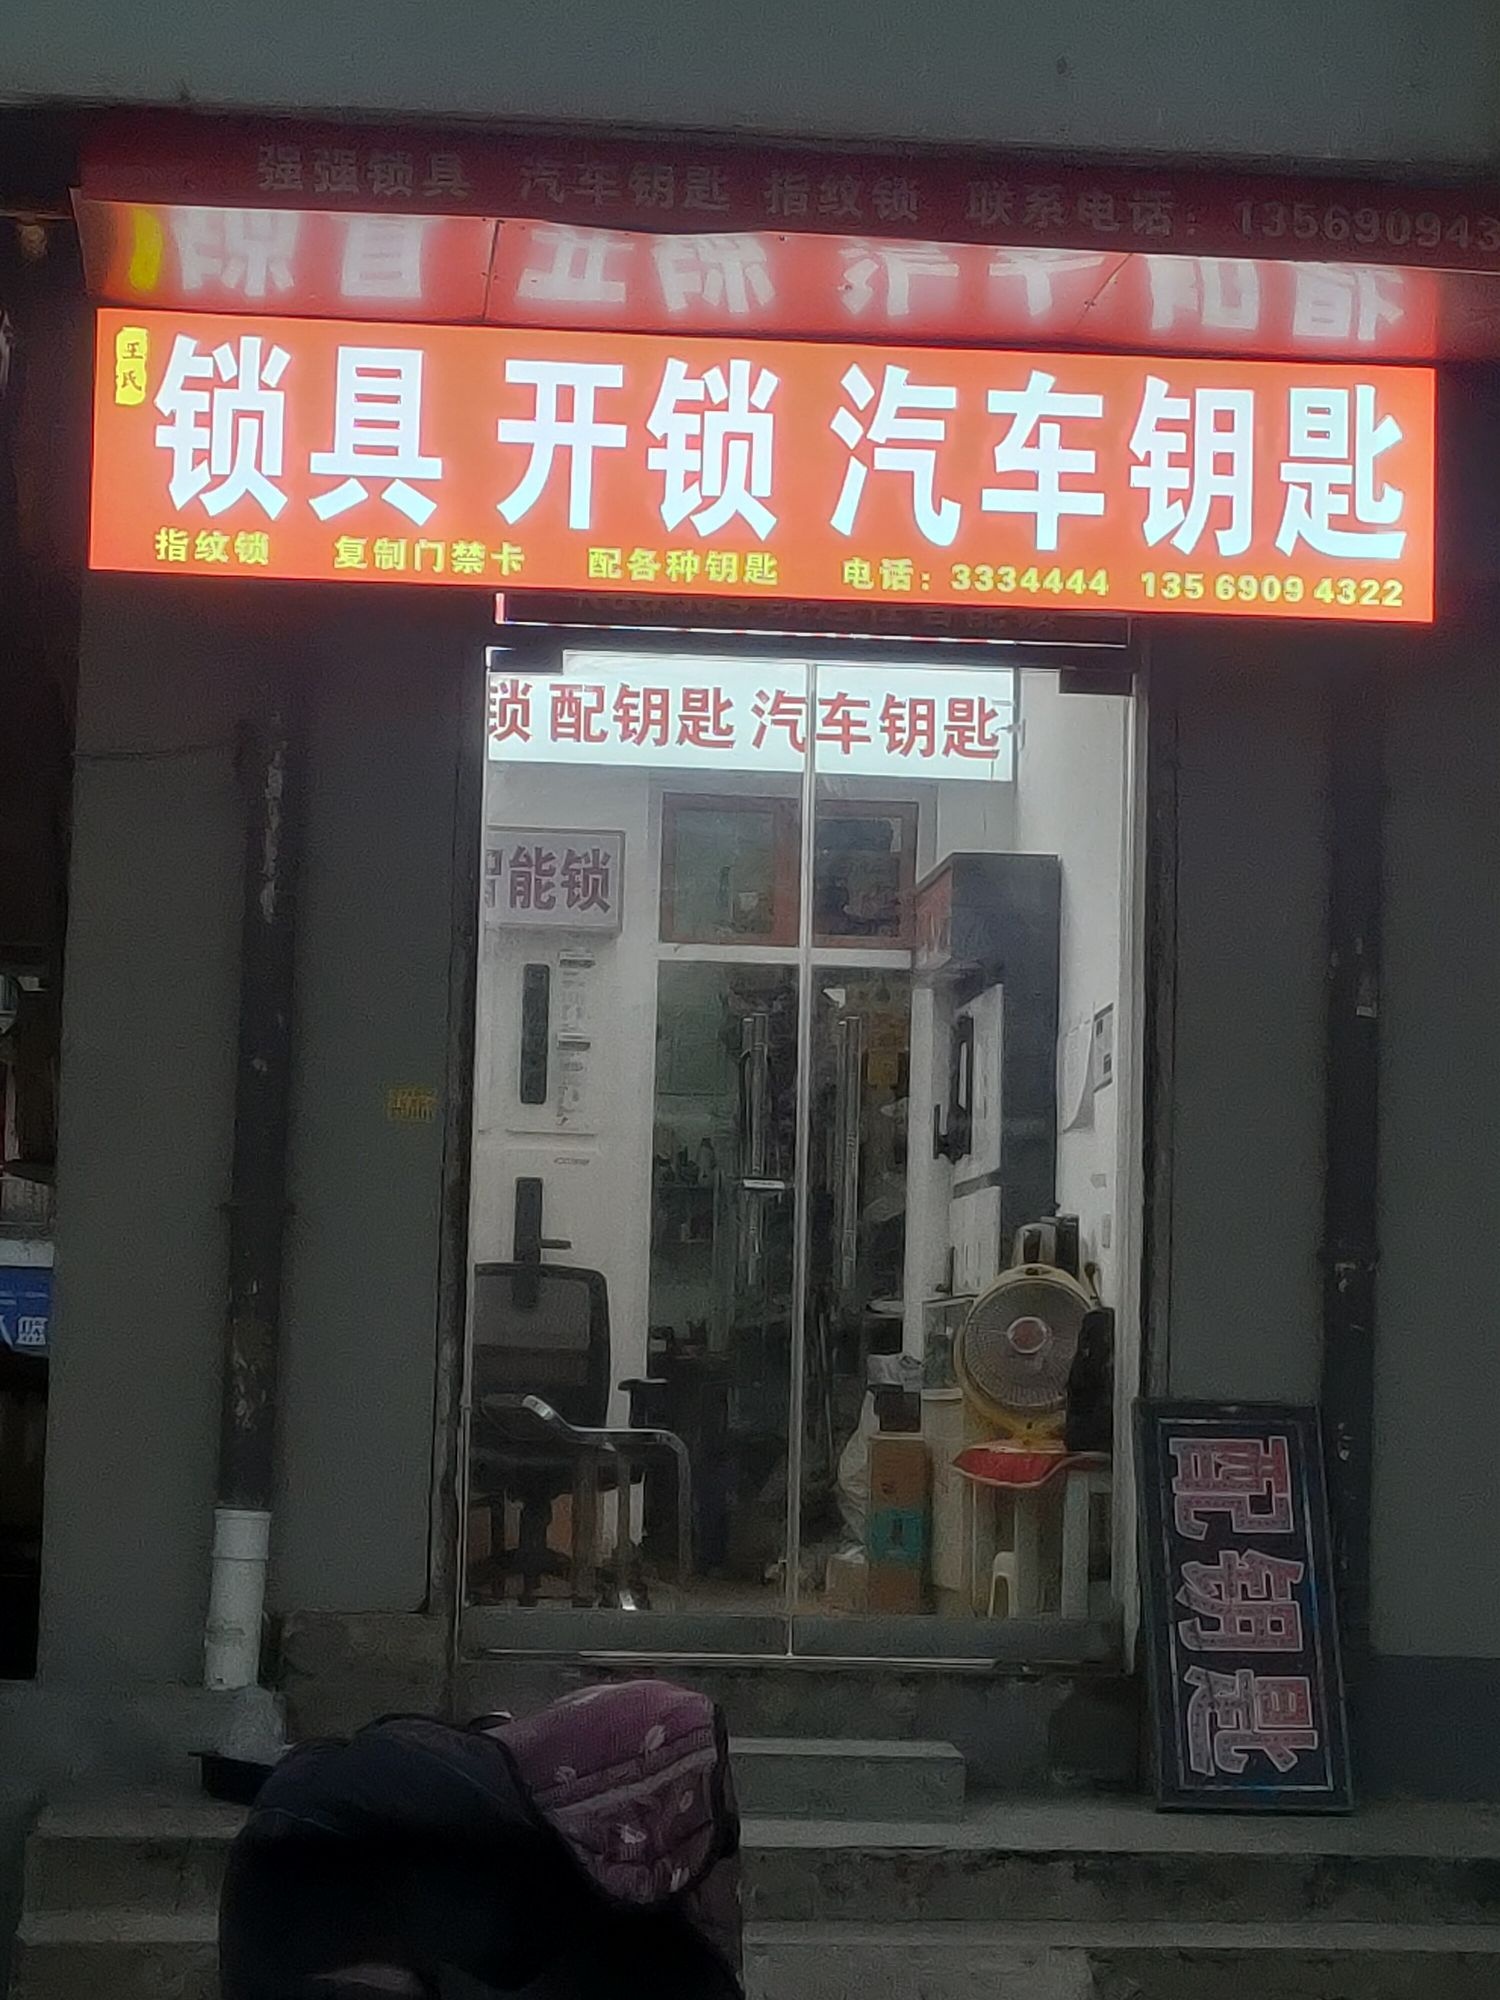 强强锁具 汽车钥匙 指纹锁 联系电话：135690943
王氏
锁具 开锁 汽车钥匙
指纹锁 复制门禁卡 配各种钥匙 电话：3334444 135 6909 4322
锁 配钥匙 汽车钥匙
智能锁
配钥匙